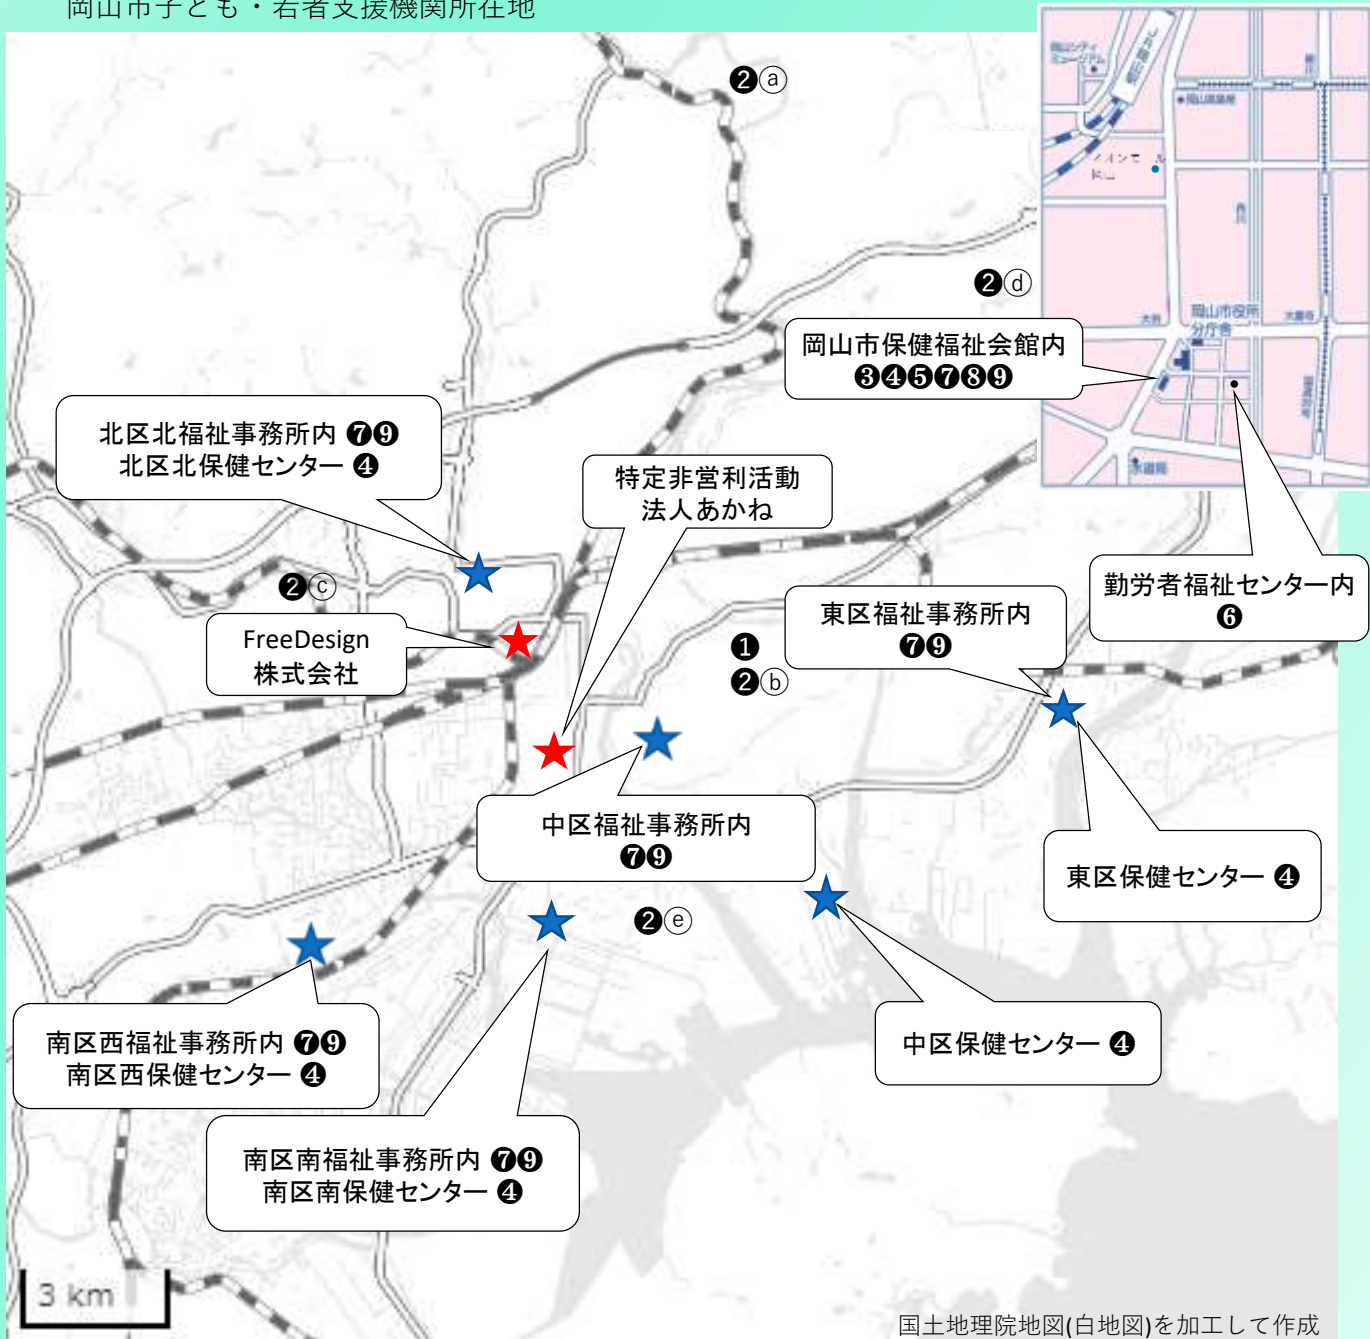 岡山市子ども・若者支援機関所在地
❷ⓐ
❷ⓓ
岡山市役所
分庁舎
水道局
岡山市保健福祉会館内
❸❹❺❼❽❾
北区北福祉事務所内 ❼❾
北区北保健センター ❹
特定非営利活動
法人あかね
勤労者福祉センター内
❻
❷ⓒ
FreeDesign
株式会社
東区福祉事務所内
❼❾
❶
❷ⓑ
中区福祉事務所内
❼❾
東区保健センター ❹
❷ⓔ
南区西福祉事務所内 ❼❾
南区西保健センター ❹
中区保健センター ❹
南区南福祉事務所内 ❼❾
南区南保健センター ❹
3 km
国土地理院地図(白地図)を加工して作成